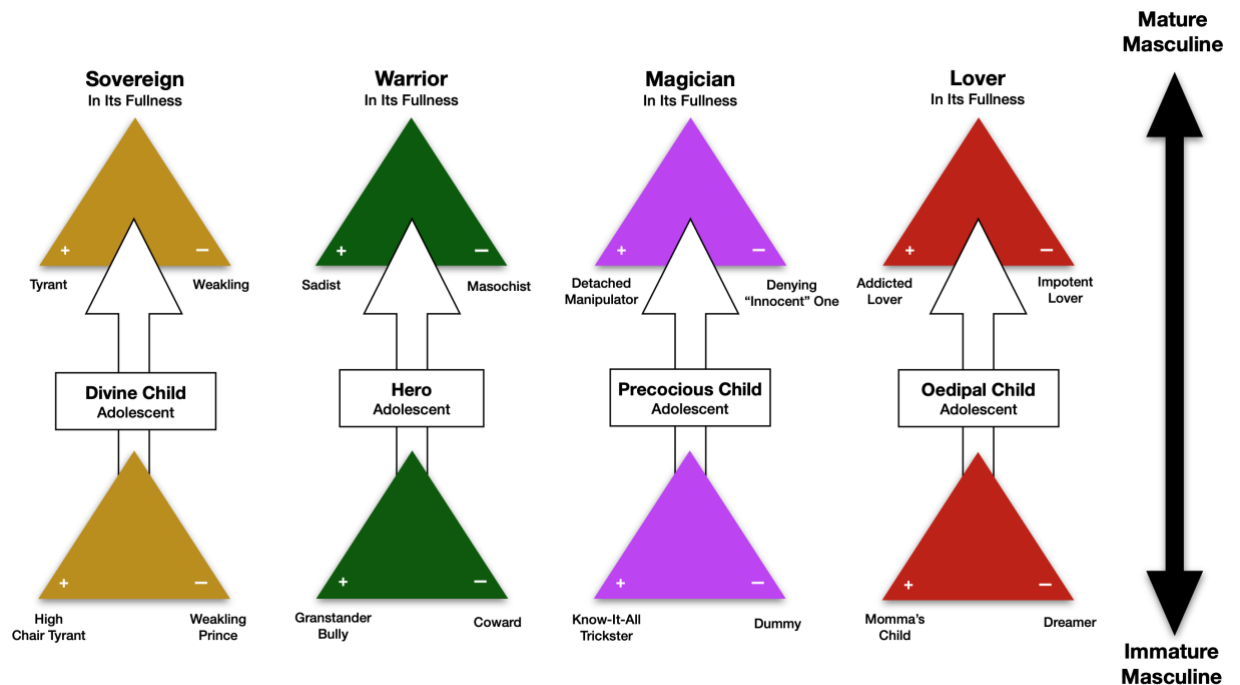 Mature
Masculine
Sovereign
In Its Fullness
Warrior
In Its Fullness
Magician
In Its Fullness
Lover
In Its Fullness
+
−
+
−
+
−
+
−
Tyrant
Weakling
Sadist
Masochist
Detached
Manipulator
Denying
“Innocent” One
Addicted
Lover
Impotent
Lover
Divine Child
Adolescent
Hero
Adolescent
Precocious Child
Adolescent
Oedipal Child
Adolescent
+
−
+
−
+
−
+
−
High
Chair Tyrant
Weakling
Prince
Granstander
Bully
Coward
Know-It-All
Trickster
Dummy
Momma’s
Child
Dreamer
Immature
Masculine